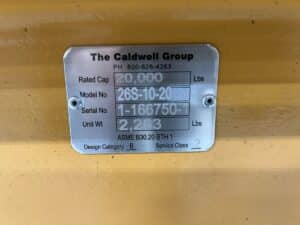 The Caldwell Group
PH. 800-628-4263
Rated Cap 20,000 Lbs
Model No 26S-10-20
Serial No 1-166750-1
Unit Wt 2,283 Lbs
ASME B30.20 BTH 1
Design Category B Service Class 2